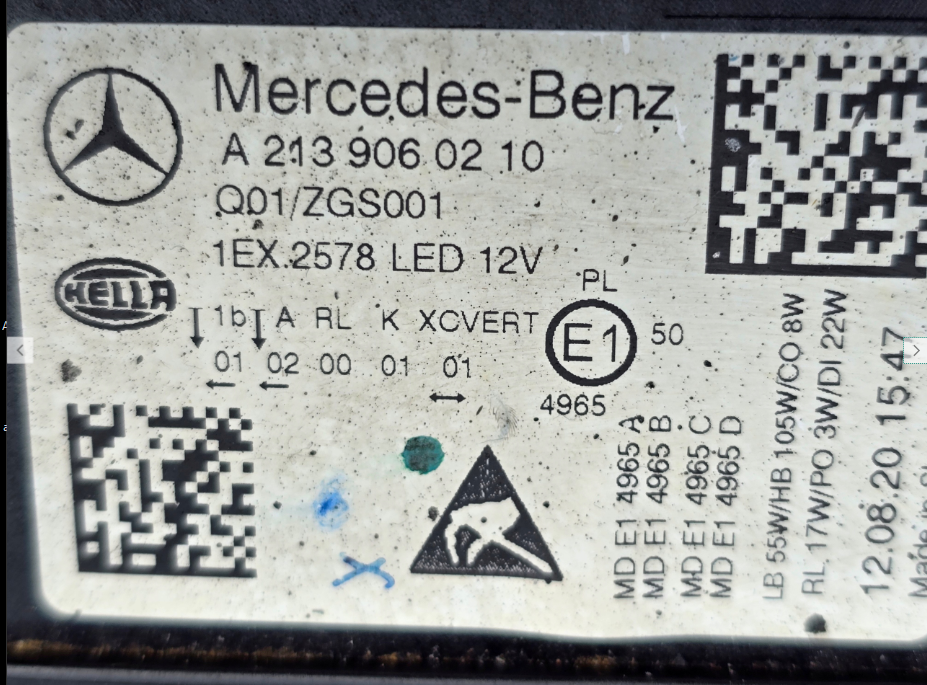 Mercedes-Benz
A 213 906 02 10
Q01/ZGS001
1EX.2578 LED 12V
HELLA
1b A RL K XCVERT
01 02 00 01 01
PL
E1
50
4965
MD E1 4965 A
MD E1 4965 B
MD E1 4965 C
MD E1 4965 D
LB 55W/HB 105W/CO 8W
RL 17W/PO 3W/DI 22W
12.08.20 15:47
Made in